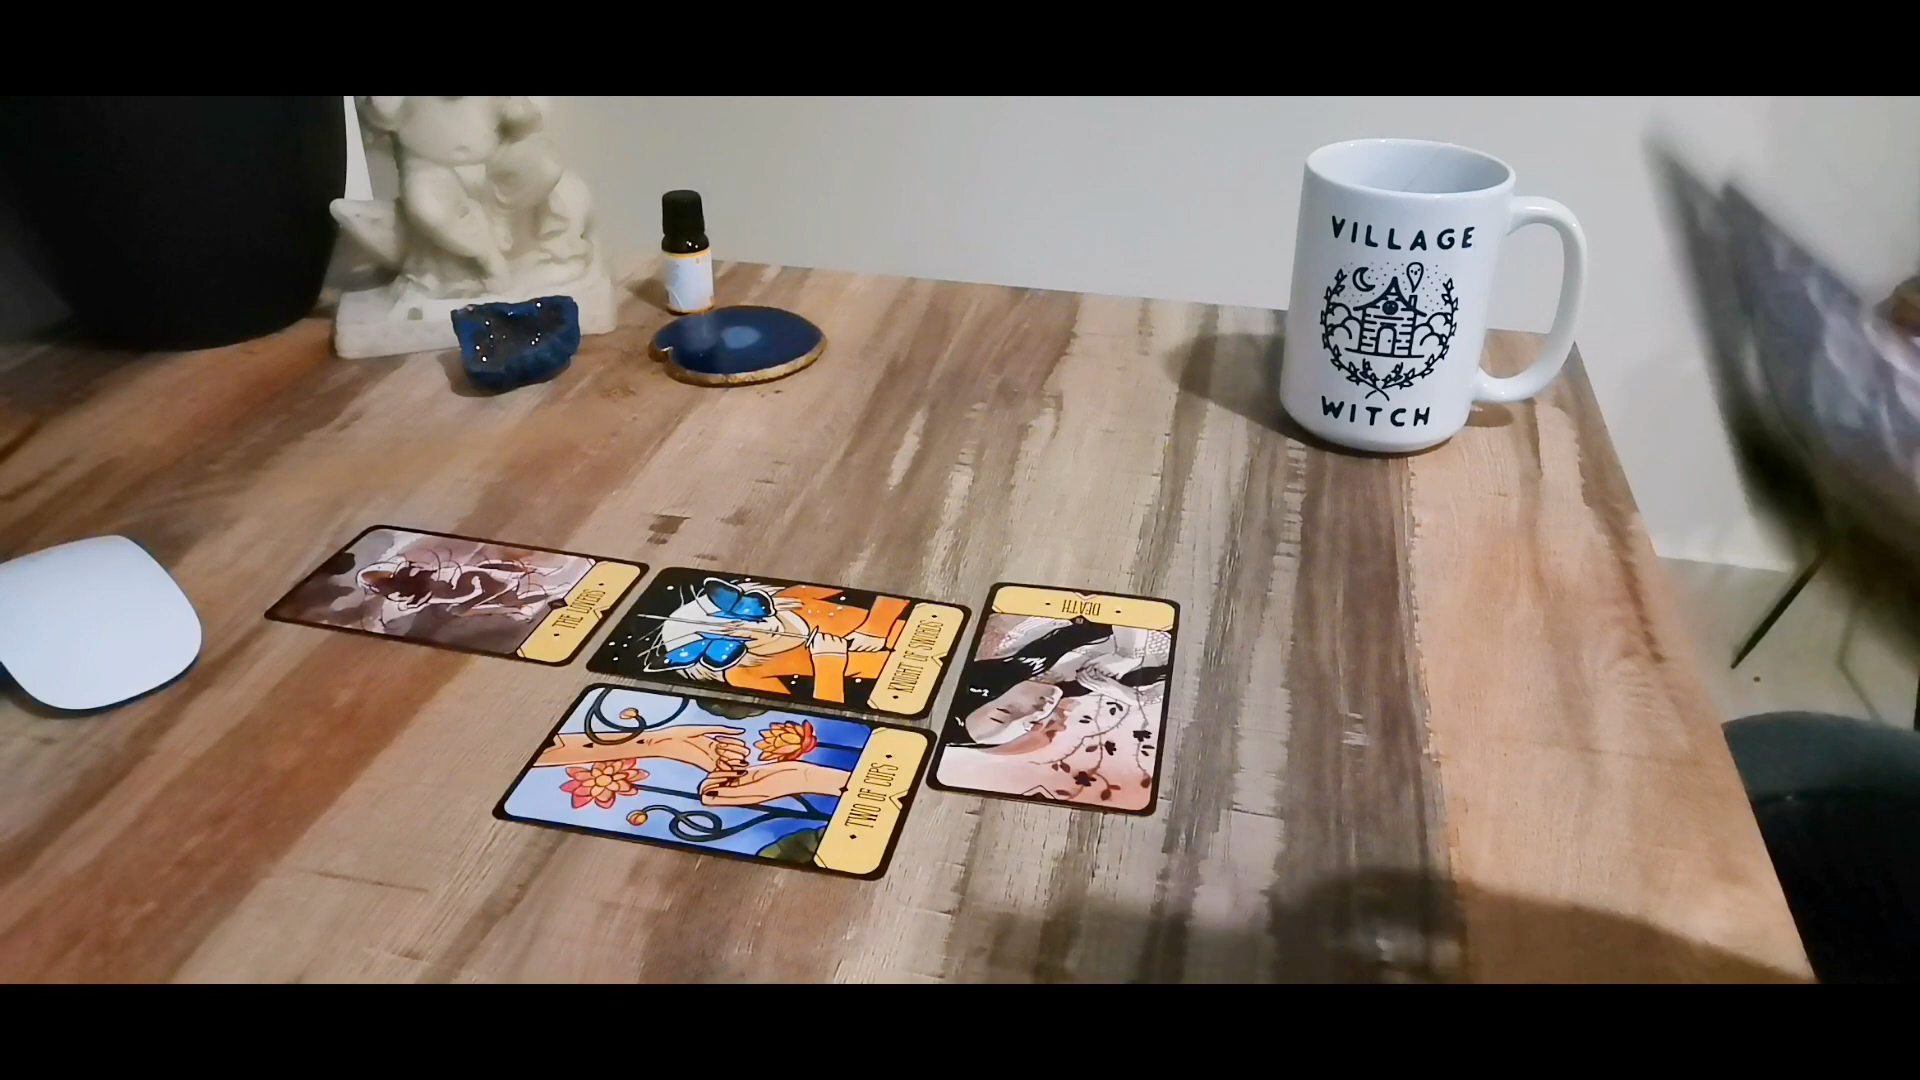 VILLAGE
WITCH
THE LOVERS
KNIGHT OF SWORDS
DEATH
TWO OF CUPS